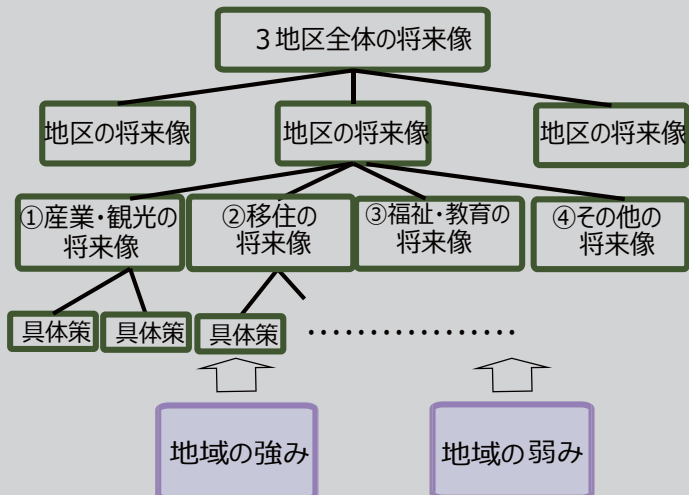 ３地区全体の将来像
地区の将来像
地区の将来像
地区の将来像
①産業・観光の
将来像
②移住の
将来像
③福祉・教育の
将来像
④その他の
将来像
具体策
具体策
具体策
・・・・・・・・・・・・・・・・・
地域の強み
地域の弱み